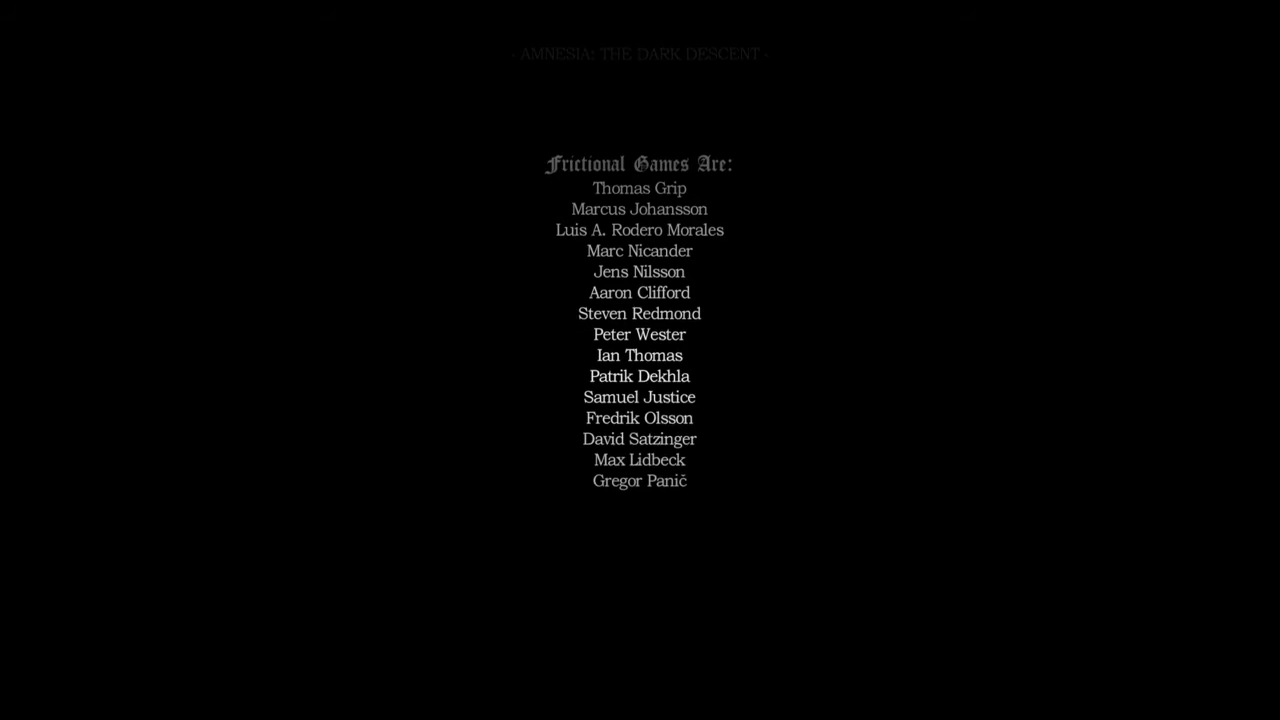 - AMNESIA: THE DARK DESCENT -
Frictional Games Are:
Thomas Grip
Marcus Johansson
Luis A. Rodero Morales
Marc Nicander
Jens Nilsson
Aaron Clifford
Steven Redmond
Peter Wester
Ian Thomas
Patrik Dekhla
Samuel Justice
Fredrik Olsson
David Satzinger
Max Lidbeck
Gregor Panič